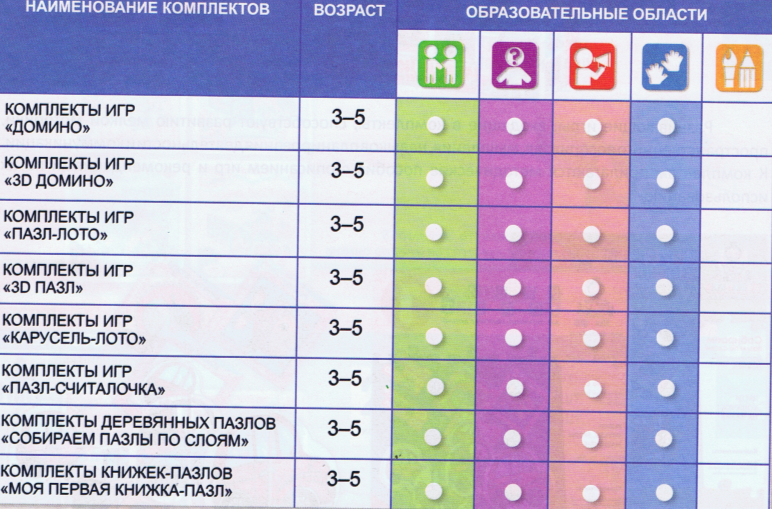 НАИМЕНОВАНИЕ КОМПЛЕКТОВ ВОЗРАСТ ОБРАЗОВАТЕЛЬНЫЕ ОБЛАСТИ
КОМПЛЕКТЫ ИГР 3–5
«ДОМИНО»
КОМПЛЕКТЫ ИГР 3–5
«3D ДОМИНО»
КОМПЛЕКТЫ ИГР 3–5
«ПАЗЛ-ЛОТО»
КОМПЛЕКТЫ ИГР 3–5
«3D ПАЗЛ»
КОМПЛЕКТЫ ИГР 3–5
«КАРУСЕЛЬ-ЛОТО»
КОМПЛЕКТЫ ИГР 3–5
«ПАЗЛ-СЧИТАЛОЧКА»
КОМПЛЕКТЫ ДЕРЕВЯННЫХ ПАЗЛОВ 3–5
«СОБИРАЕМ ПАЗЛЫ ПО СЛОЯМ»
КОМПЛЕКТЫ КНИЖЕК-ПАЗЛОВ 3–5
«МОЯ ПЕРВАЯ КНИЖКА-ПАЗЛ»